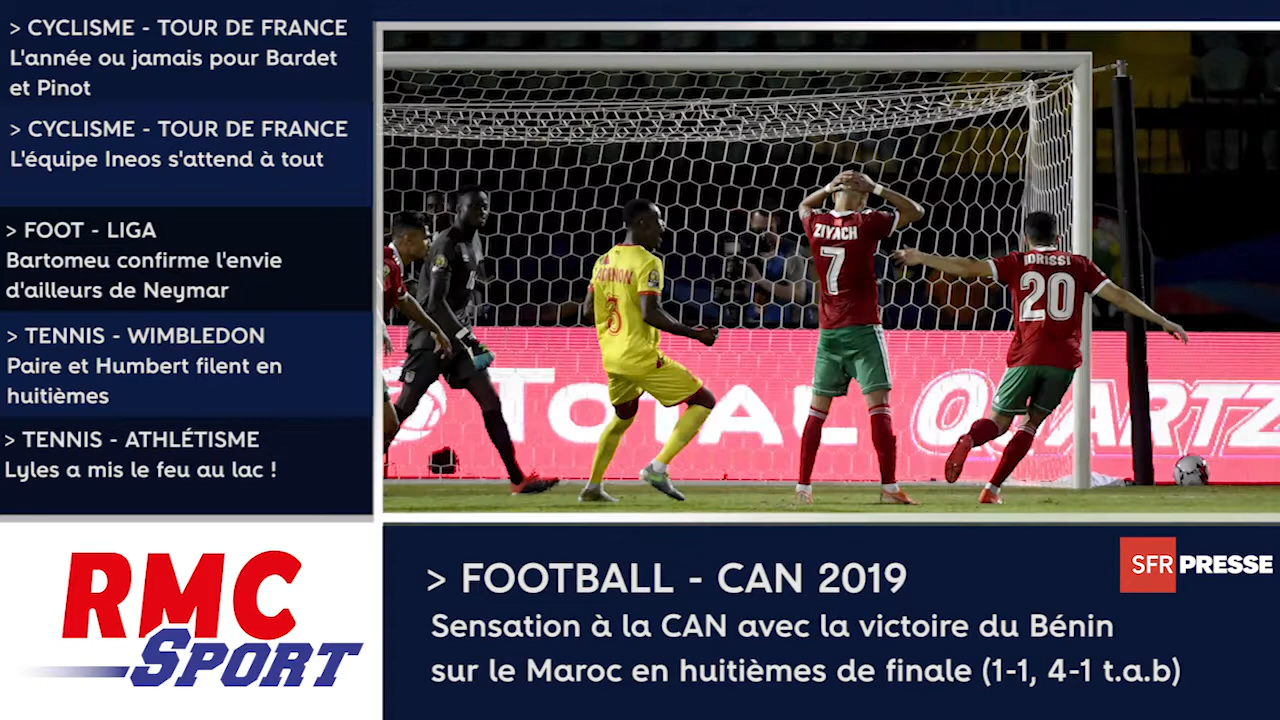 > CYCLISME - TOUR DE FRANCE
L'année ou jamais pour Bardet
et Pinot
> CYCLISME - TOUR DE FRANCE
L'équipe Ineos s'attend à tout
> FOOT - LIGA
Bartomeu confirme l'envie
d'ailleurs de Neymar
> TENNIS - WIMBLEDON
Paire et Humbert filent en
huitièmes
> TENNIS - ATHLÉTISME
Lyles a mis le feu au lac !
ZIYACH
7
IDRISSI
20
3
TOTAL QUARTZ
RMC
SPORT
> FOOTBALL - CAN 2019
Sensation à la CAN avec la victoire du Bénin
sur le Maroc en huitièmes de finale (1-1, 4-1 t.a.b)
SFR PRESSE